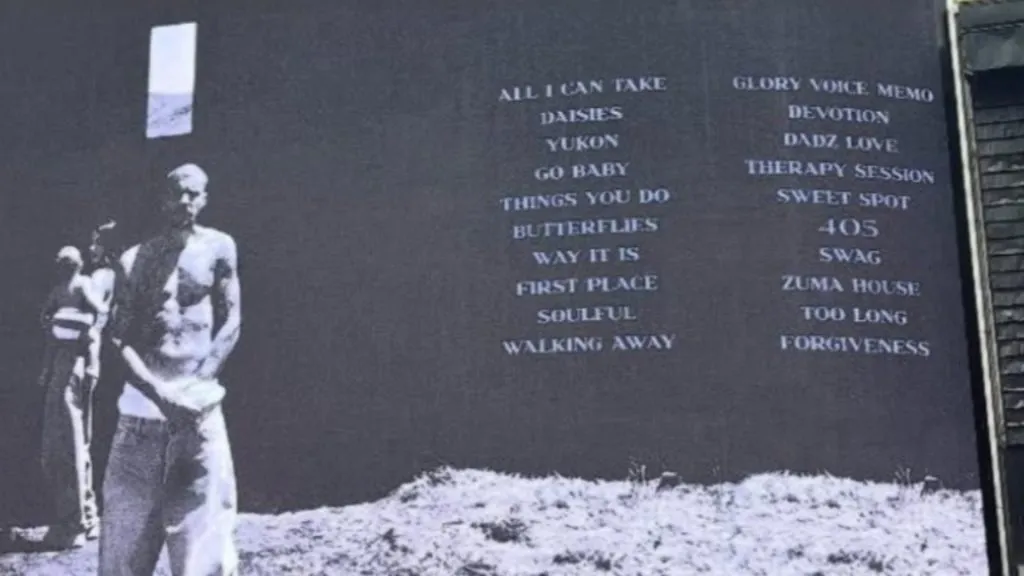 ALL I CAN TAKE
DAISIES
YUKON
GO BABY
THINGS YOU DO
BUTTERFLIES
WAY IT IS
FIRST PLACE
SOULFUL
WALKING AWAY
GLORY VOICE MEMO
DEVOTION
DADZ LOVE
THERAPY SESSION
SWEET SPOT
405
SWAG
ZUMA HOUSE
TOO LONG
FORGIVENESS